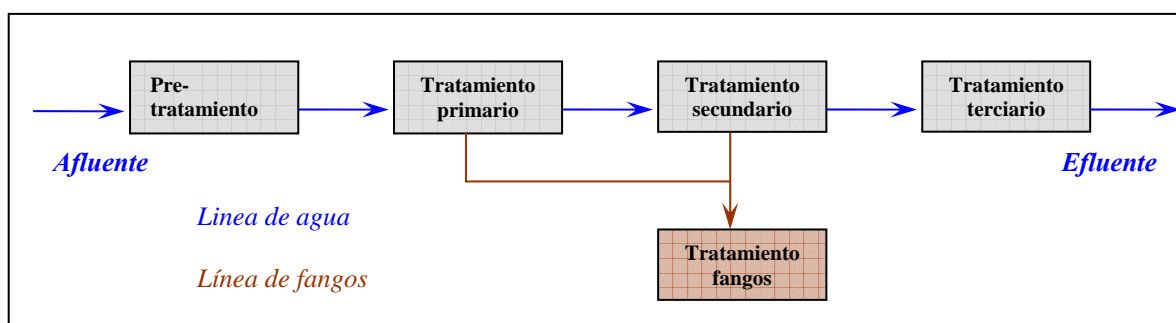 Pre-
tratamiento
Tratamiento
primario
Tratamiento
secundario
Tratamiento
terciario
Afluente
Efluente
Linea de agua
Tratamiento
fangos
Línea de fangos